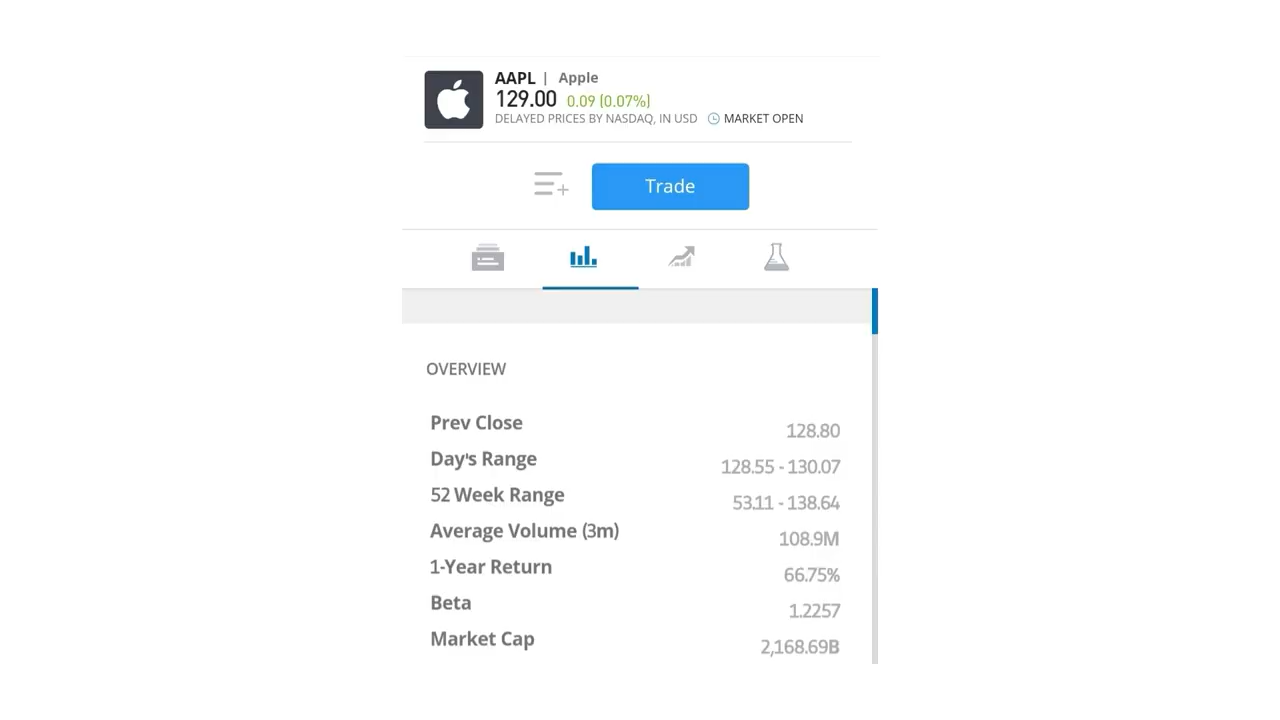 AAPL | Apple
129.00 0.09 (0.07%)
DELAYED PRICES BY NASDAQ, IN USD MARKET OPEN
Trade
OVERVIEW
Prev Close 128.80
Day's Range 128.55 - 130.07
52 Week Range 53.11 - 138.64
Average Volume (3m) 108.9M
1-Year Return 66.75%
Beta 1.2257
Market Cap 2,168.69B